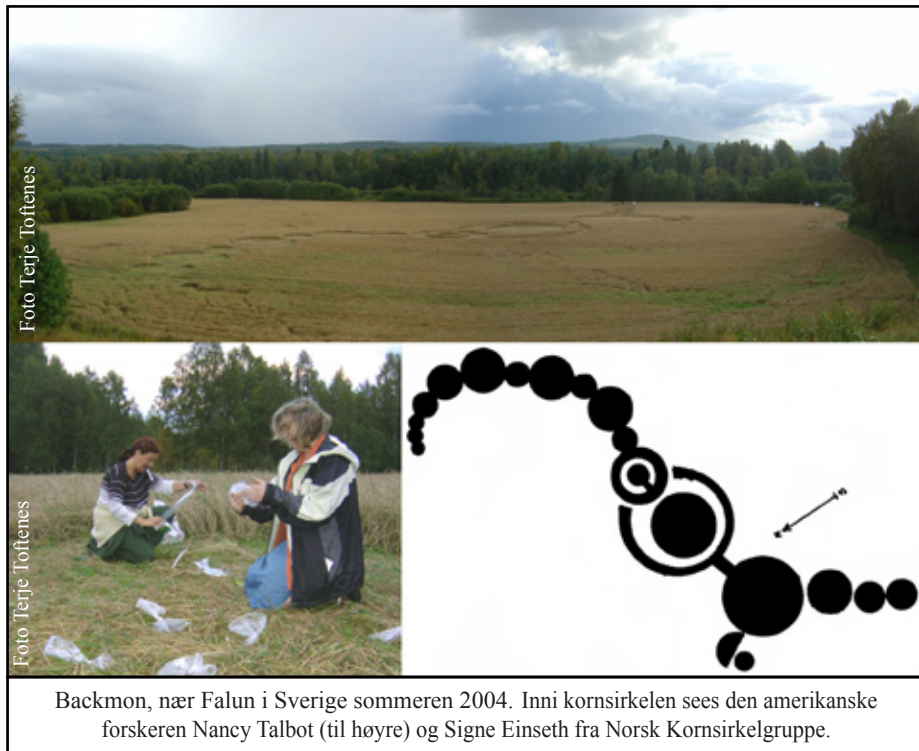 Foto Terje Toftenes
Foto Terje Toftenes
Backmon, nær Falun i Sverige sommeren 2004. Inni kornsirkelen sees den amerikanske
forskeren Nancy Talbot (til høyre) og Signe Einseth fra Norsk Kornsirkelgruppe.